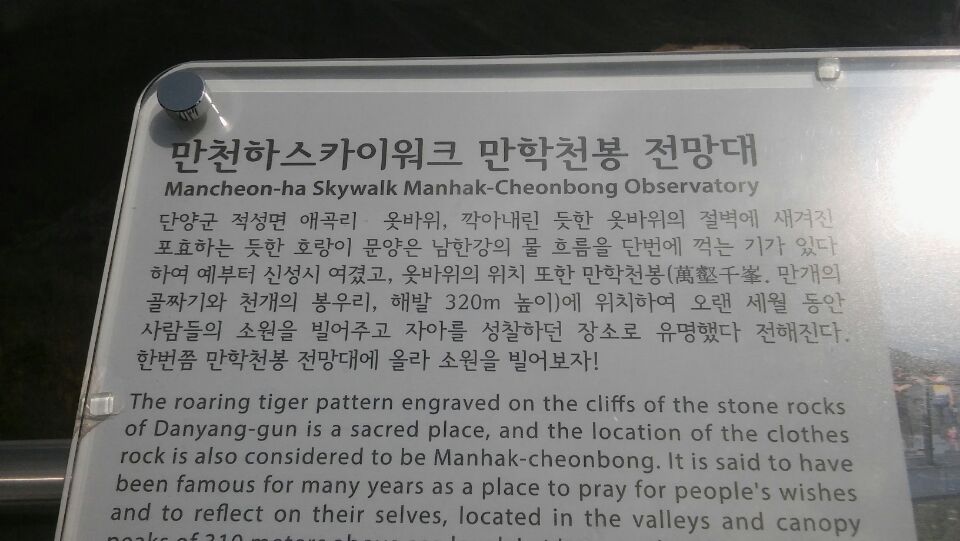 만천하스카이워크 만학천봉 전망대
Mancheon-ha Skywalk Manhak-Cheonbong Observatory
단양군 적성면 애곡리 옷바위, 깍아내린 듯한 옷바위의 절벽에 새겨진
포효하는 듯한 호랑이 문양은 남한강의 물 흐름을 단번에 꺽는 기가 있다
하여 예부터 신성시 여겼고, 옷바위의 위치 또한 만학천봉(萬壑千峯. 만개의
골짜기와 천개의 봉우리, 해발 320m 높이)에 위치하여 오랜 세월 동안
사람들의 소원을 빌어주고 자아를 성찰하던 장소로 유명했다 전해진다.
한번쯤 만학천봉 전망대에 올라 소원을 빌어보자!
The roaring tiger pattern engraved on the cliffs of the stone rocks
of Danyang-gun is a sacred place, and the location of the clothes
rock is also considered to be Manhak-cheonbong. It is said to have
been famous for many years as a place to pray for people's wishes
and to reflect on their selves, located in the valleys and canopy
peaks of 310 meters above